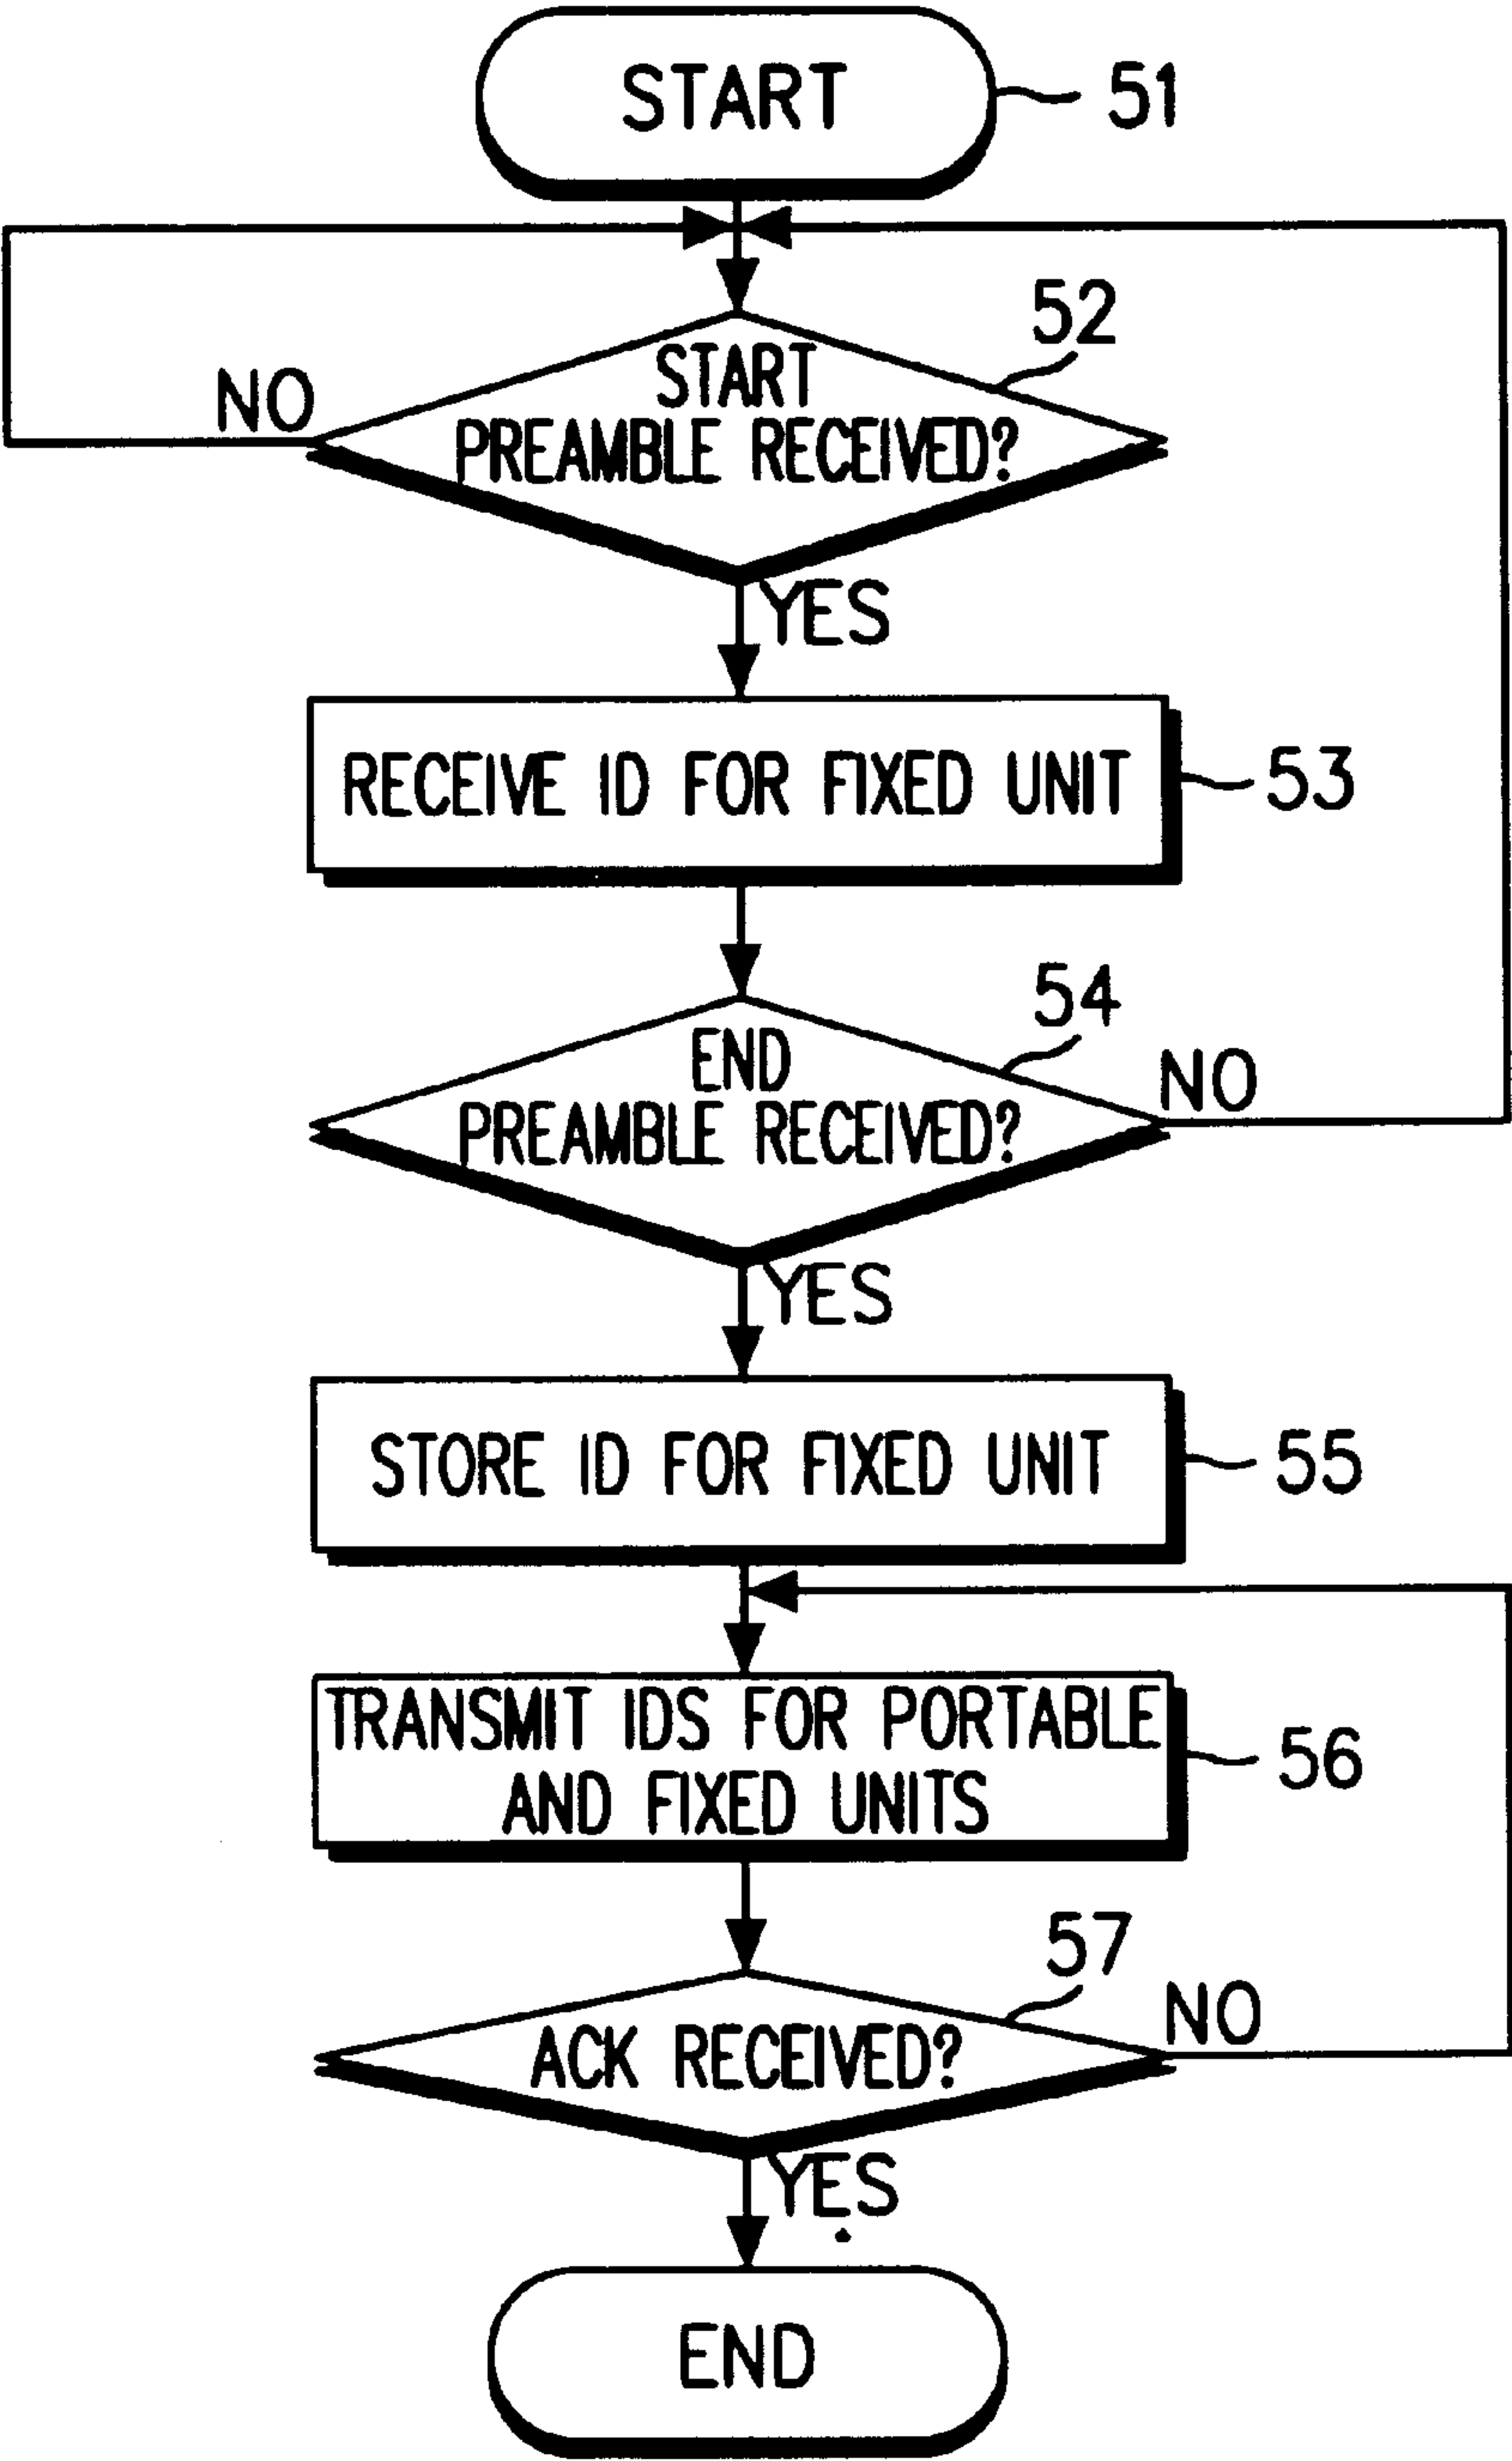 START
51
52
NO
START
PREAMBLE RECEIVED?
YES
RECEIVE ID FOR FIXED UNIT
53
54
END
PREAMBLE RECEIVED?
NO
YES
STORE ID FOR FIXED UNIT
55
TRANSMIT IDS FOR PORTABLE
AND FIXED UNITS
56
57
ACK RECEIVED?
NO
YES
END